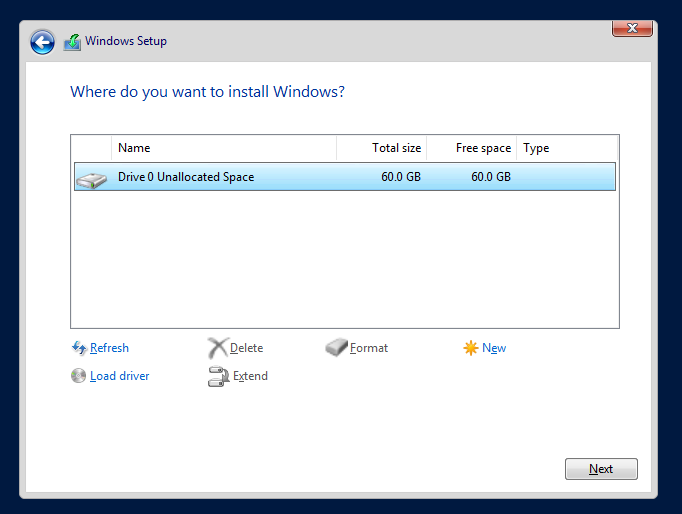 Windows Setup
Where do you want to install Windows?
Name Total size Free space Type
Drive 0 Unallocated Space 60.0 GB 60.0 GB
Refresh Delete Format New
Load driver Extend
Next